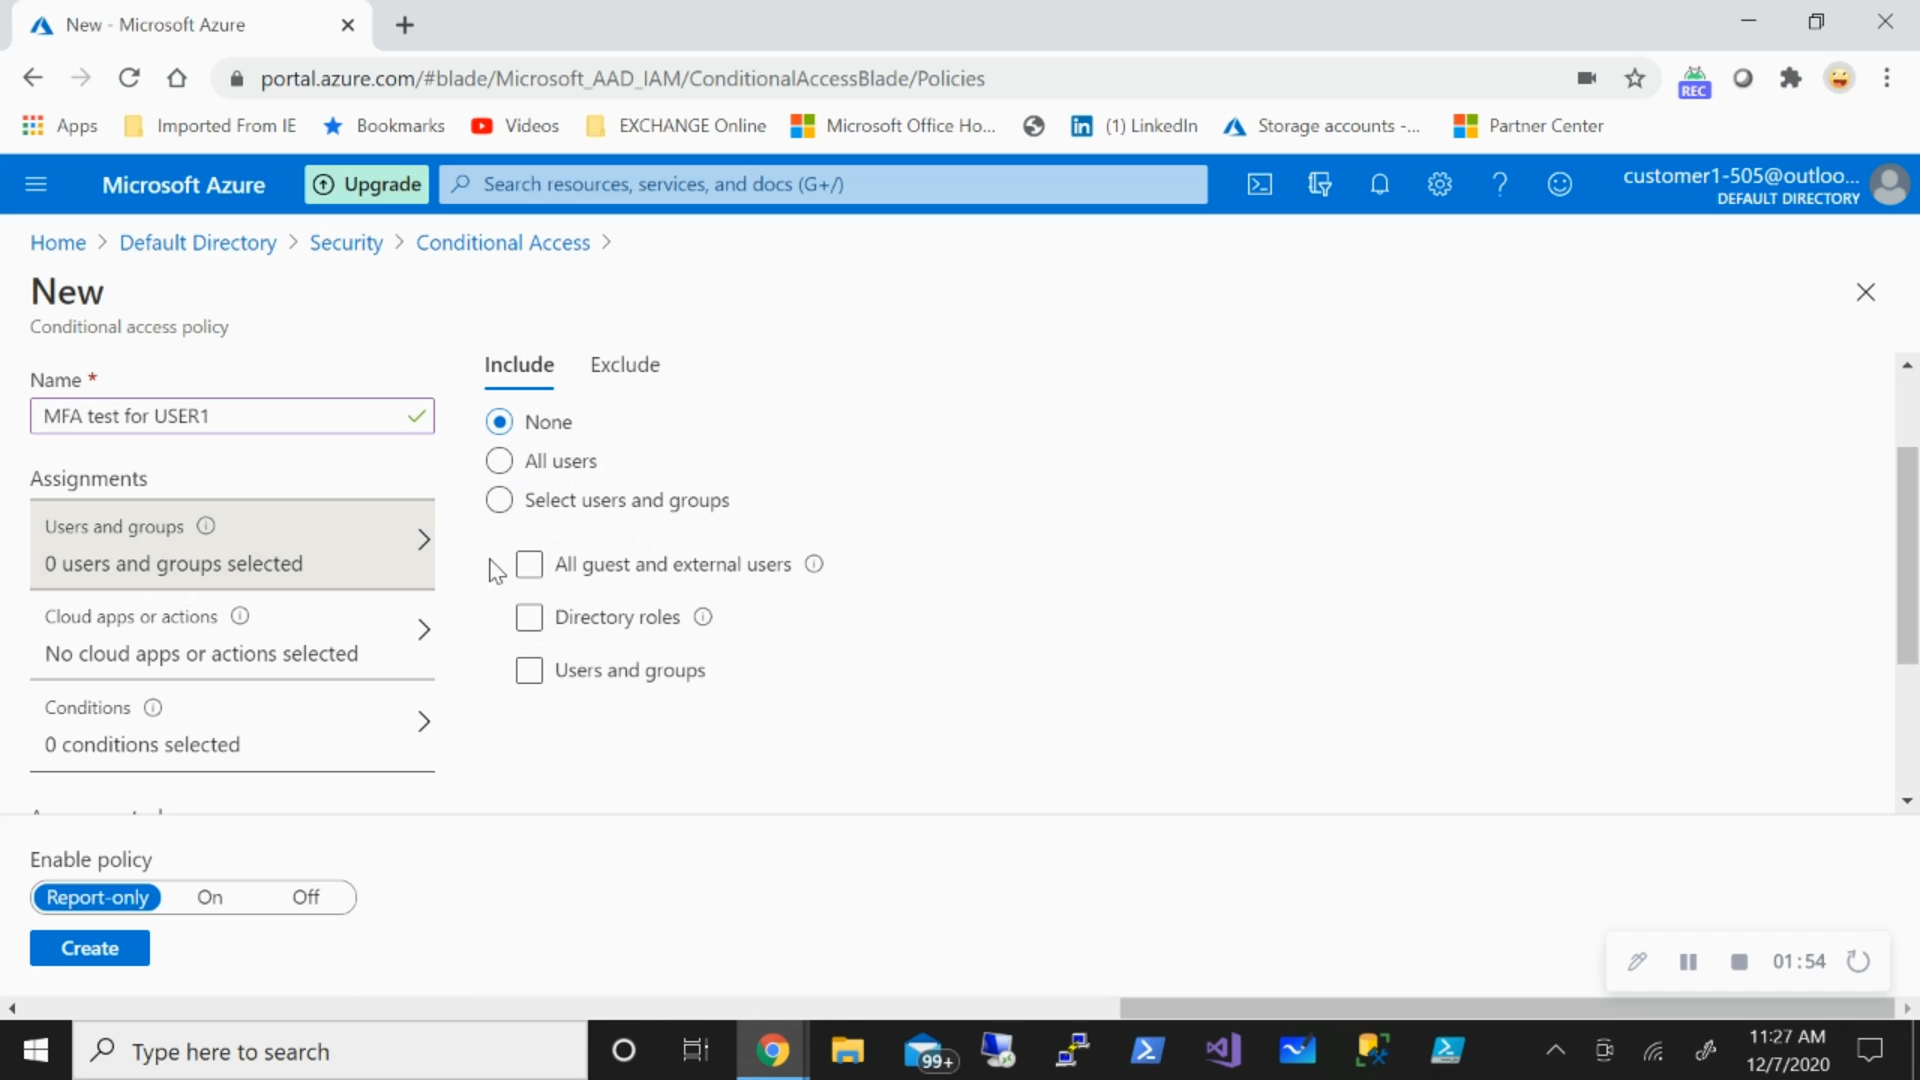 New - Microsoft Azure
portal.azure.com/#blade/Microsoft_AAD_IAM/ConditionalAccessBlade/Policies
REC
Apps
Imported From IE
Bookmarks
Videos
EXCHANGE Online
Microsoft Office Ho...
in
(1) LinkedIn
Storage accounts -...
Partner Center
Microsoft Azure
Upgrade
Search resources, services, and docs (G+/)
customer1-505@outloo...
DEFAULT DIRECTORY
Home > Default Directory > Security > Conditional Access >
New
Conditional access policy
Include
Exclude
Name *
MFA test for USER1
None
All users
Select users and groups
Assignments
Users and groups
0 users and groups selected
All guest and external users
Cloud apps or actions
No cloud apps or actions selected
Directory roles
Users and groups
Conditions
0 conditions selected
Enable policy
Report-only
On
Off
Create
01:54
Type here to search
99+
11:27 AM
12/7/2020